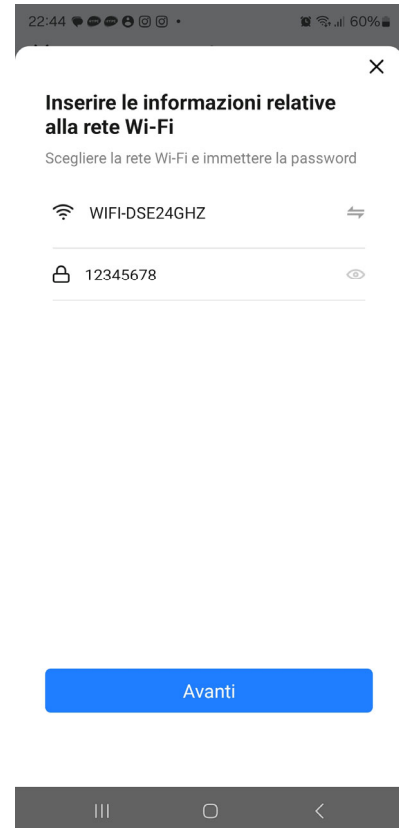 22:44
60%
Inserire le informazioni relative
alla rete Wi-Fi
Scegliere la rete Wi-Fi e immettere la password
WIFI-DSE24GHZ
12345678
Avanti